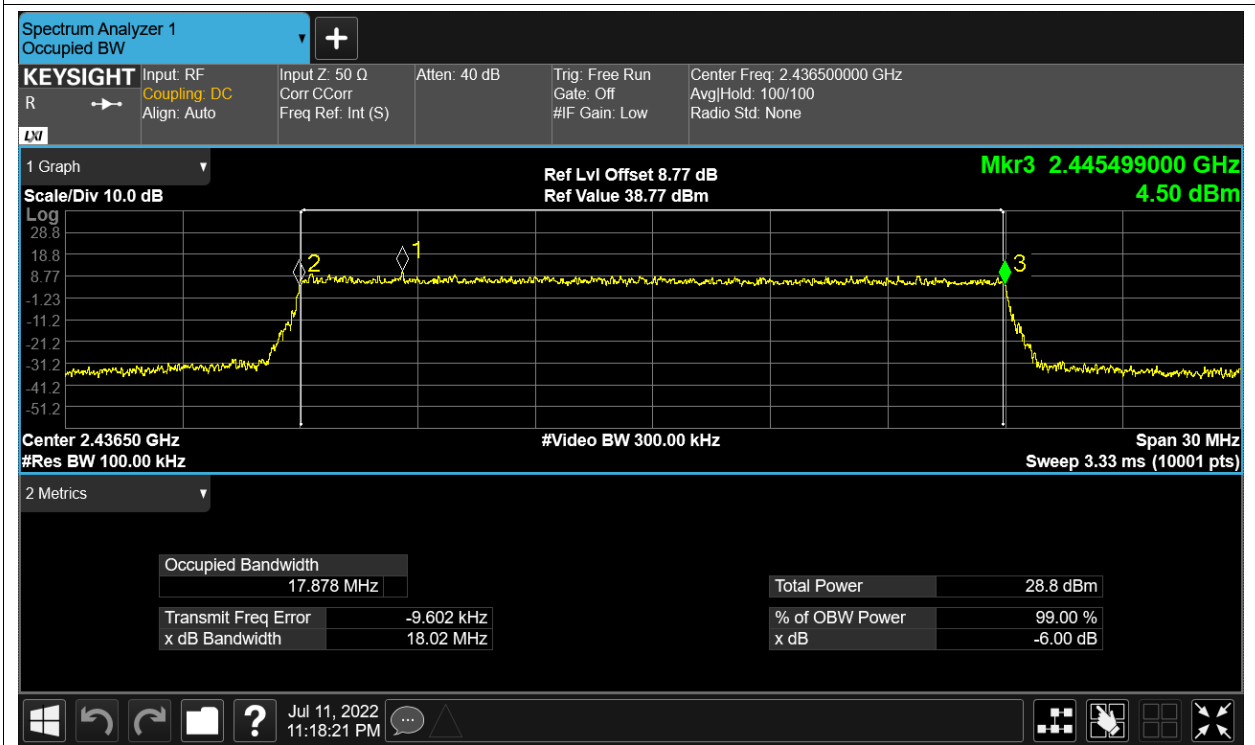 Spectrum Analyzer 1
Occupied BW
KEYSIGHT
R
LXI
Input: RF
Coupling: DC
Align: Auto
Input Z: 50 Ω
Corr CCorr
Freq Ref: Int (S)
Atten: 40 dB
Trig: Free Run
Gate: Off
#IF Gain: Low
Center Freq: 2.436500000 GHz
Avg|Hold: 100/100
Radio Std: None
1 Graph
Scale/Div 10.0 dB
Ref Lvl Offset 8.77 dB
Ref Value 38.77 dBm
Mkr3 2.445499000 GHz
4.50 dBm
Log
28.8
18.8
8.77
-1.23
-11.2
-21.2
-31.2
-41.2
-51.2
2
1
3
Center 2.43650 GHz
#Video BW 300.00 kHz
Span 30 MHz
#Res BW 100.00 kHz
Sweep 3.33 ms (10001 pts)
2 Metrics
Occupied Bandwidth
17.878 MHz
Transmit Freq Error -9.602 kHz
x dB Bandwidth 18.02 MHz
Total Power 28.8 dBm
% of OBW Power 99.00 %
x dB -6.00 dB
?
Jul 11, 2022
11:18:21 PM